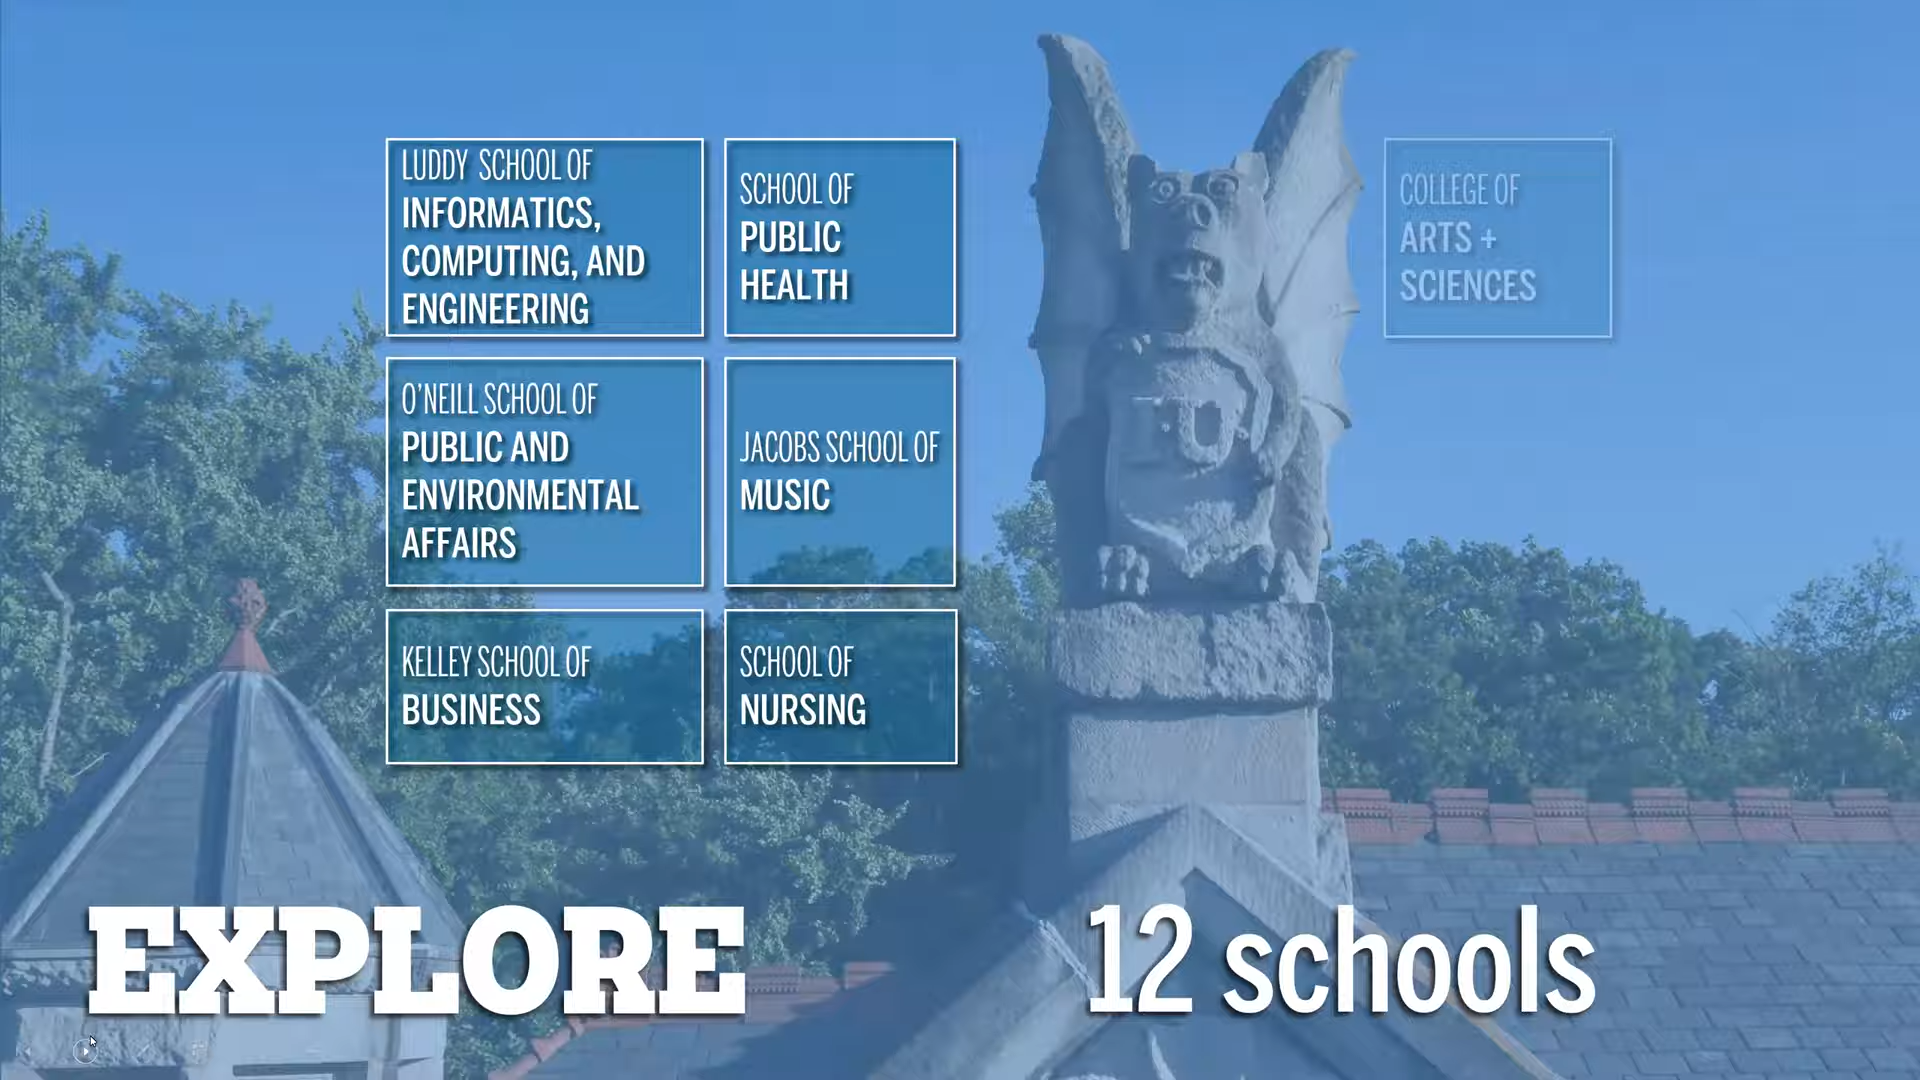 LUDDY SCHOOL OF
INFORMATICS,
COMPUTING, AND
ENGINEERING
SCHOOL OF
PUBLIC
HEALTH
COLLEGE OF
ARTS +
SCIENCES
O'NEILL SCHOOL OF
PUBLIC AND
ENVIRONMENTAL
AFFAIRS
JACOBS SCHOOL OF
MUSIC
KELLEY SCHOOL OF
BUSINESS
SCHOOL OF
NURSING
EXPLORE
12 schools